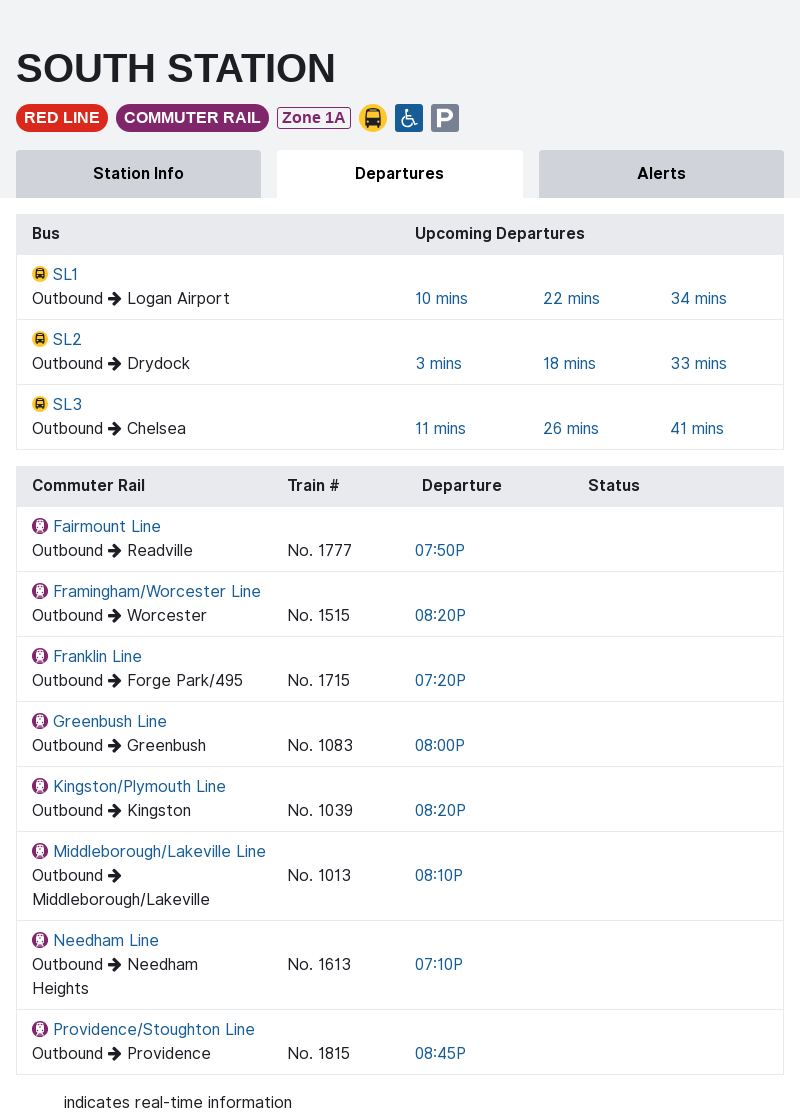 SOUTH STATION
RED LINE COMMUTER RAIL Zone 1A P
Station Info Departures Alerts
Bus Upcoming Departures
SL1
Outbound → Logan Airport 10 mins 22 mins 34 mins
SL2
Outbound → Drydock 3 mins 18 mins 33 mins
SL3
Outbound → Chelsea 11 mins 26 mins 41 mins
Commuter Rail Train # Departure Status
Fairmount Line
Outbound → Readville No. 1777 07:50P
Framingham/Worcester Line
Outbound → Worcester No. 1515 08:20P
Franklin Line
Outbound → Forge Park/495 No. 1715 07:20P
Greenbush Line
Outbound → Greenbush No. 1083 08:00P
Kingston/Plymouth Line
Outbound → Kingston No. 1039 08:20P
Middleborough/Lakeville Line
Outbound → No. 1013 08:10P
Middleborough/Lakeville
Needham Line
Outbound → Needham No. 1613 07:10P
Heights
Providence/Stoughton Line
Outbound → Providence No. 1815 08:45P
indicates real-time information